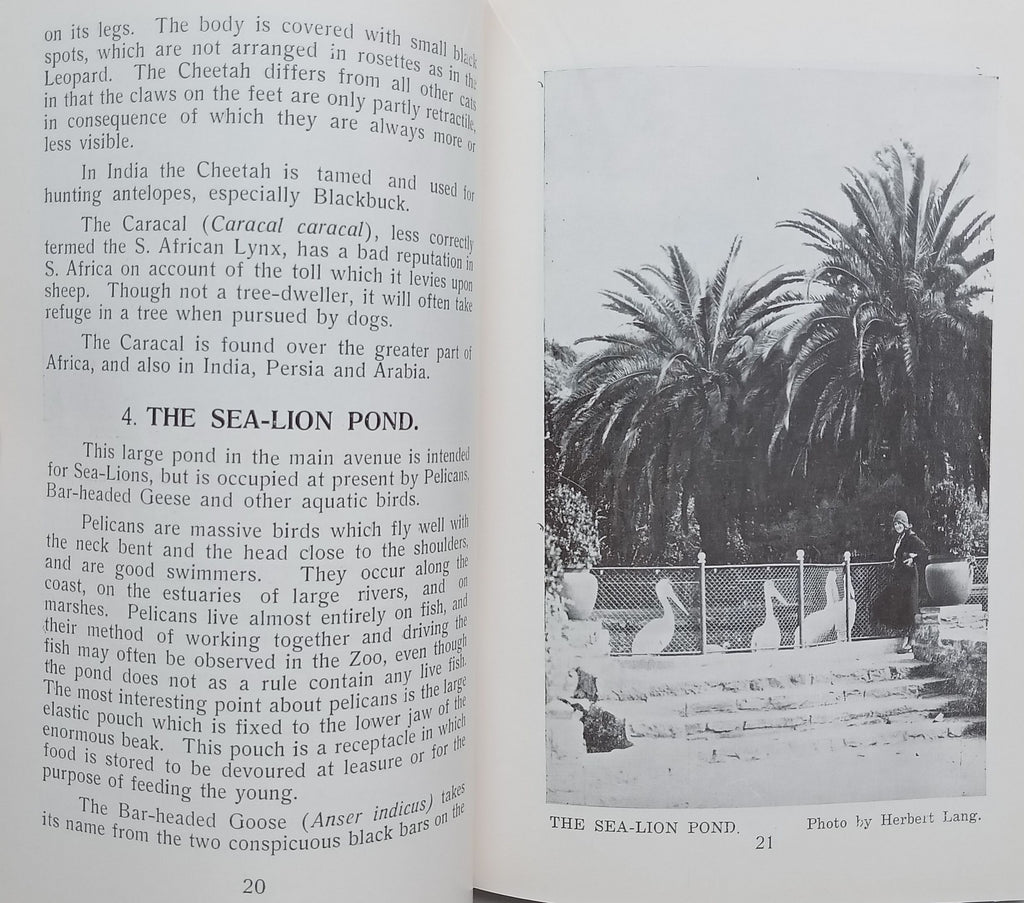 on its legs. The body is covered with small black
spots, which are not arranged in rosettes as in the
Leopard. The Cheetah differs from all other cats
in that the claws on the feet are only partly retractile,
in consequence of which they are always more or
less visible.
In India the Cheetah is tamed and used for
hunting antelopes, especially Blackbuck.
The Caracal (Caracal caracal), less correctly
termed the S. African Lynx, has a bad reputation in
S. Africa on account of the toll which it levies upon
sheep. Though not a tree-dweller, it will often take
refuge in a tree when pursued by dogs.
The Caracal is found over the greater part of
Africa, and also in India, Persia and Arabia.
4. THE SEA-LION POND.
This large pond in the main avenue is intended
for Sea-Lions, but is occupied at present by Pelicans,
Bar-headed Geese and other aquatic birds.
Pelicans are massive birds which fly well with
the neck bent and the head close to the shoulders,
and are good swimmers. They occur along the
coast, on the estuaries of large rivers, and on
marshes. Pelicans live almost entirely on fish, and
their method of working together and driving the
fish may often be observed in the Zoo, even though
the pond does not as a rule contain any live fish.
The most interesting point about pelicans is the large
elastic pouch which is fixed to the lower jaw of the
enormous beak. This pouch is a receptacle in which
food is stored to be devoured at leasure or for the
purpose of feeding the young.
The Bar-headed Goose (Anser indicus) takes
its name from the two conspicuous black bars on the
20
THE SEA-LION POND. Photo by Herbert Lang.
21